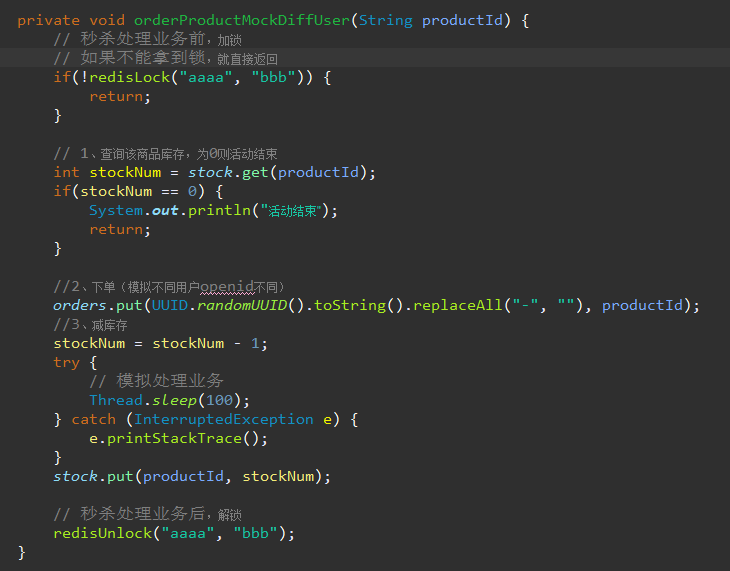 private void orderProductMockDiffUser(String productId) {
// 秒杀处理业务前，加锁
// 如果不能拿到锁，就直接返回
if(!redisLock("aaaa", "bbb")) {
return;
}
// 1、查询该商品库存，为0则活动结束
int stockNum = stock.get(productId);
if(stockNum == 0) {
System.out.println("活动结束");
return;
}
//2、下单（模拟不同用户openid不同）
orders.put(UUID.randomUUID().toString().replaceAll("-", ""), productId);
//3、减库存
stockNum = stockNum - 1;
try {
// 模拟处理业务
Thread.sleep(100);
} catch (InterruptedException e) {
e.printStackTrace();
}
stock.put(productId, stockNum);
// 秒杀处理业务后，解锁
redisUnlock("aaaa", "bbb");
}